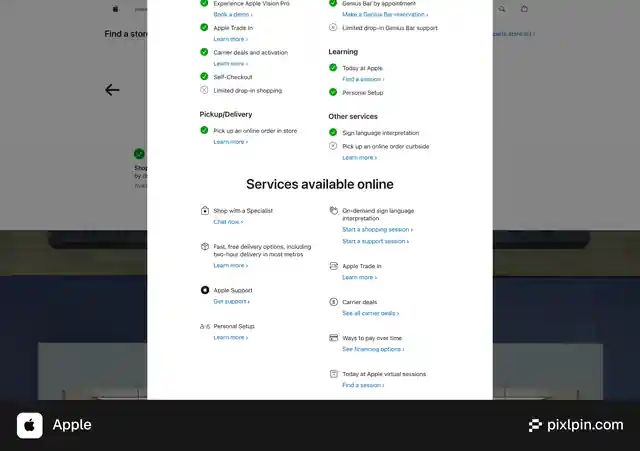 Find a store
Experience Apple Vision Pro
Book a demo ›
Apple Trade In
Learn more ›
Carrier deals and activation
Learn more ›
Self-Checkout
Limited drop-in shopping
Pickup/Delivery
Pick up an online order in store
Learn more ›
Genius Bar by appointment
Make a Genius Bar reservation ›
Limited drop-in Genius Bar support
Learning
Today at Apple
Find a session ›
Personal Setup
Other services
Sign language interpretation
Pick up an online order curbside
Learn more ›
Services available online
Shop with a Specialist
Chat now ›
Fast, free delivery options, including
two-hour delivery in most metros
Learn more ›
Apple Support
Get support ›
Personal Setup
Learn more ›
On-demand sign language
interpretation
Start a shopping session ›
Start a support session ›
Apple Trade In
Learn more ›
Carrier deals
See all carrier deals ›
Ways to pay over time
See financing options ›
Today at Apple virtual sessions
Find a session ›
Apple
pixlpin.com